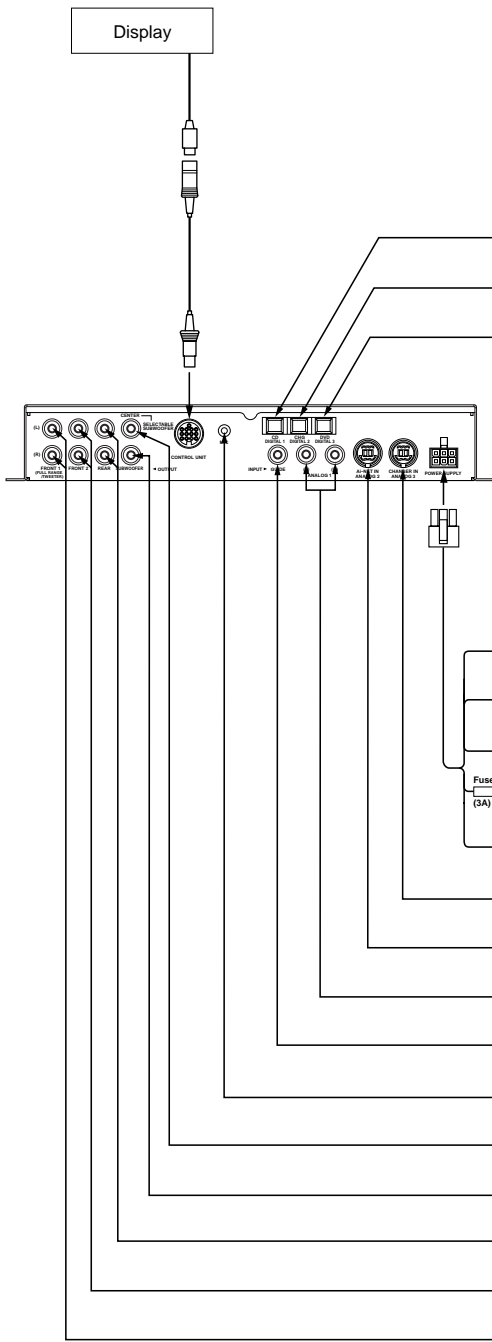 Display
CENTER
SELECTABLE
SUBWOOFER
(L)
CD
DIGITAL 1
CHG
DIGITAL 2
DVD
DIGITAL 3
CONTROL UNIT
(R)
FRONT 1
(FULL RANGE
/TWEETER)
FRONT 2
REAR
SUBWOOFER
OUTPUT
INPUT
GUIDE
ANALOG 1
Ai-NET IN
ANALOG 2
CHANGER IN
ANALOG 3
POWER SUPPLY
Fuse
(3A)